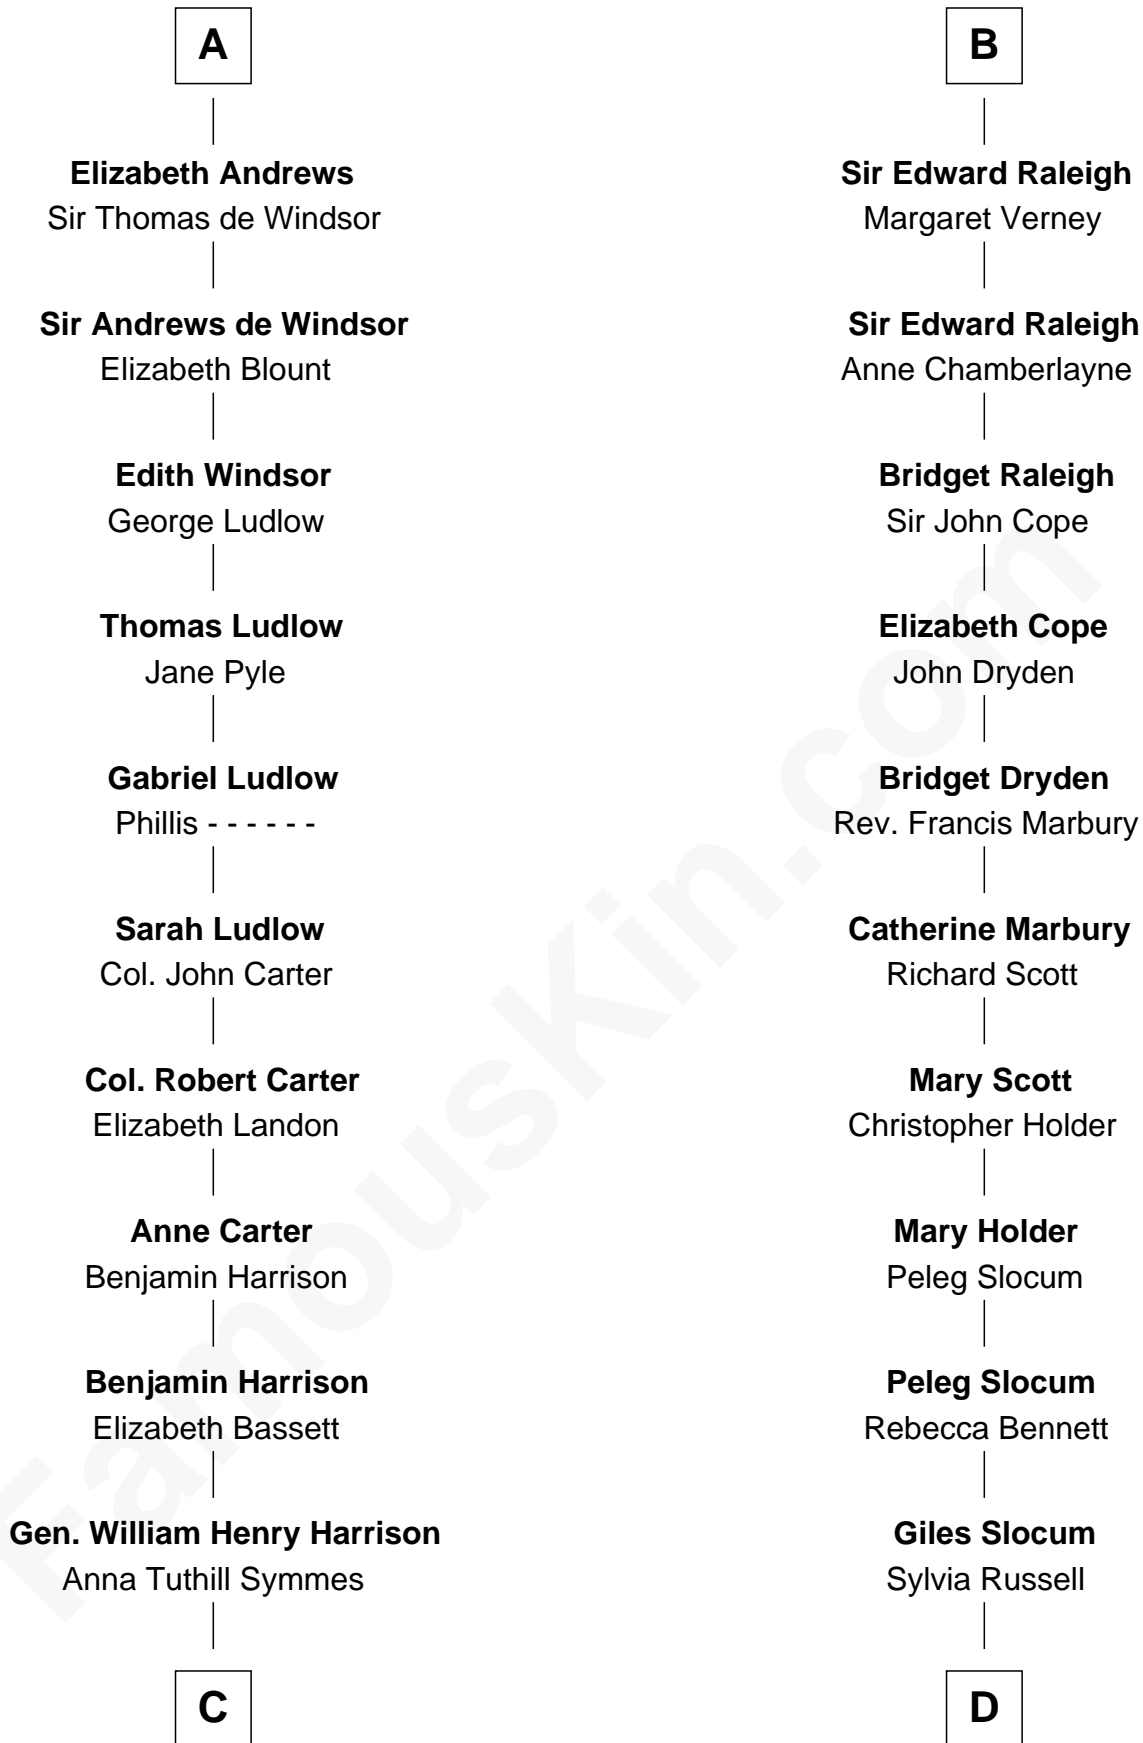 A
Elizabeth Andrews
Sir Thomas de Windsor
Sir Andrews de Windsor
Elizabeth Blount
Edith Windsor
George Ludlow
Thomas Ludlow
Jane Pyle
Gabriel Ludlow
Phillis - - - - - -
Sarah Ludlow
Col. John Carter
Col. Robert Carter
Elizabeth Landon
Anne Carter
Benjamin Harrison
Benjamin Harrison
Elizabeth Bassett
Gen. William Henry Harrison
Anna Tuthill Symmes
C
B
Sir Edward Raleigh
Margaret Verney
Sir Edward Raleigh
Anne Chamberlayne
Bridget Raleigh
Sir John Cope
Elizabeth Cope
John Dryden
Bridget Dryden
Rev. Francis Marbury
Catherine Marbury
Richard Scott
Mary Scott
Christopher Holder
Mary Holder
Peleg Slocum
Peleg Slocum
Rebecca Bennett
Giles Slocum
Sylvia Russell
D
FamousKin.com